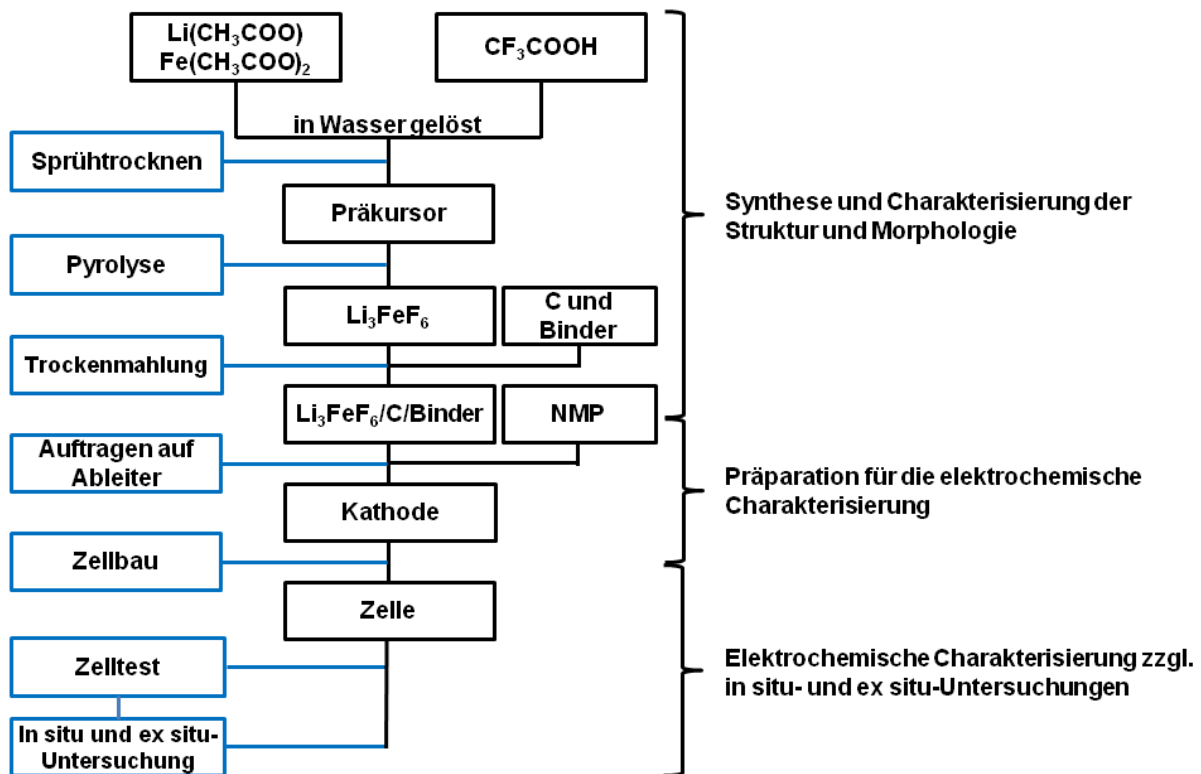 Li(CH₃COO)
Fe(CH₃COO)₂
CF₃COOH
in Wasser gelöst
Sprühtrocknen
Präkursor
Synthese und Charakterisierung der
Struktur und Morphologie
Pyrolyse
Li₃FeF₆
C und
Binder
Trockenmahlung
Li₃FeF₆/C/Binder
NMP
Auftragen auf
Ableiter
Präparation für die elektrochemische
Charakterisierung
Kathode
Zellbau
Zelle
Zelltest
Elektrochemische Charakterisierung zzgl.
in situ- und ex situ-Untersuchungen
In situ und ex situ-
Untersuchung